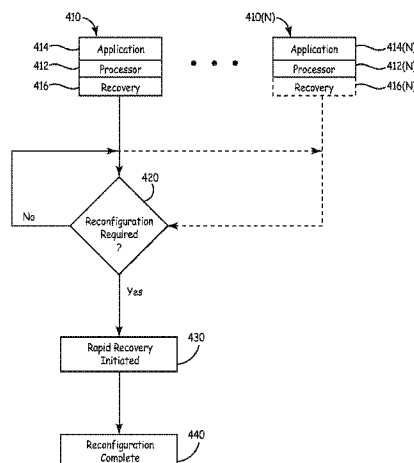 410
410(N)
414
Application
Application
414(N)
412
Processor
Processor
412(N)
416
Recovery
Recovery
416(N)
420
No
Reconfiguration
Required
?
Yes
Rapid Recovery
Initiated
430
Reconfiguration
Complete
440